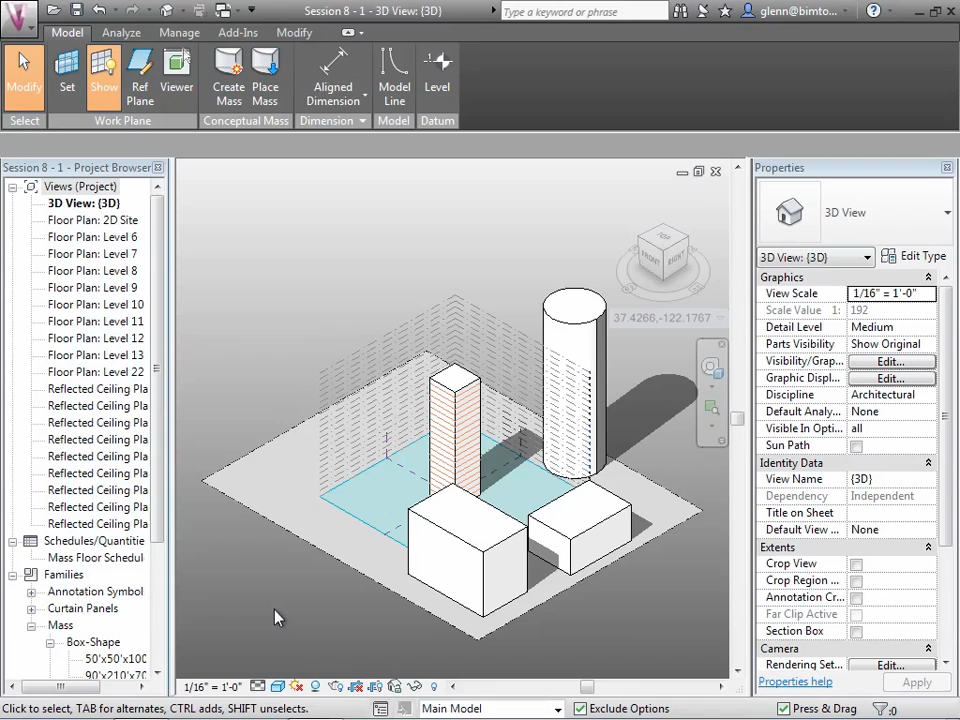 Session 8 - 1 - 3D View: {3D}
Type a keyword or phrase
glenn@bimto...
Model
Analyze
Manage
Add-Ins
Modify
Modify
Set
Show
Ref Plane
Viewer
Create Mass
Place Mass
Aligned Dimension
Model Line
Level
Select
Work Plane
Conceptual Mass
Dimension
Model
Datum
Session 8 - 1 - Project Browser
Views (Project)
3D View: {3D}
Floor Plan: 2D Site
Floor Plan: Level 6
Floor Plan: Level 7
Floor Plan: Level 8
Floor Plan: Level 9
Floor Plan: Level 10
Floor Plan: Level 11
Floor Plan: Level 12
Floor Plan: Level 13
Floor Plan: Level 22
Reflected Ceiling Pla
Reflected Ceiling Pla
Reflected Ceiling Pla
Reflected Ceiling Pla
Reflected Ceiling Pla
Reflected Ceiling Pla
Reflected Ceiling Pla
Reflected Ceiling Pla
Reflected Ceiling Pla
Schedules/Quantitie
Mass Floor Schedul
Families
Annotation Symbol
Curtain Panels
Mass
Box-Shape
50'x50'x100
90'x210'x70
TOP
FRONT
RIGHT
37.4266,-122.1767
Properties
3D View
3D View: {3D}
Edit Type
Graphics
View Scale 1/16" = 1'-0"
Scale Value 1: 192
Detail Level Medium
Parts Visibility Show Original
Visibility/Grap... Edit...
Graphic Displ... Edit...
Discipline Architectural
Default Analy... None
Visible In Opti... all
Sun Path
Identity Data
View Name {3D}
Dependency Independent
Title on Sheet
Default View ... None
Extents
Crop View
Crop Region ...
Annotation Cr...
Far Clip Active
Section Box
Camera
Rendering Set... Edit...
Properties help
Apply
1/16" = 1'-0"
Click to select, TAB for alternates, CTRL adds, SHIFT unselects.
Main Model
Exclude Options
Press & Drag
:0